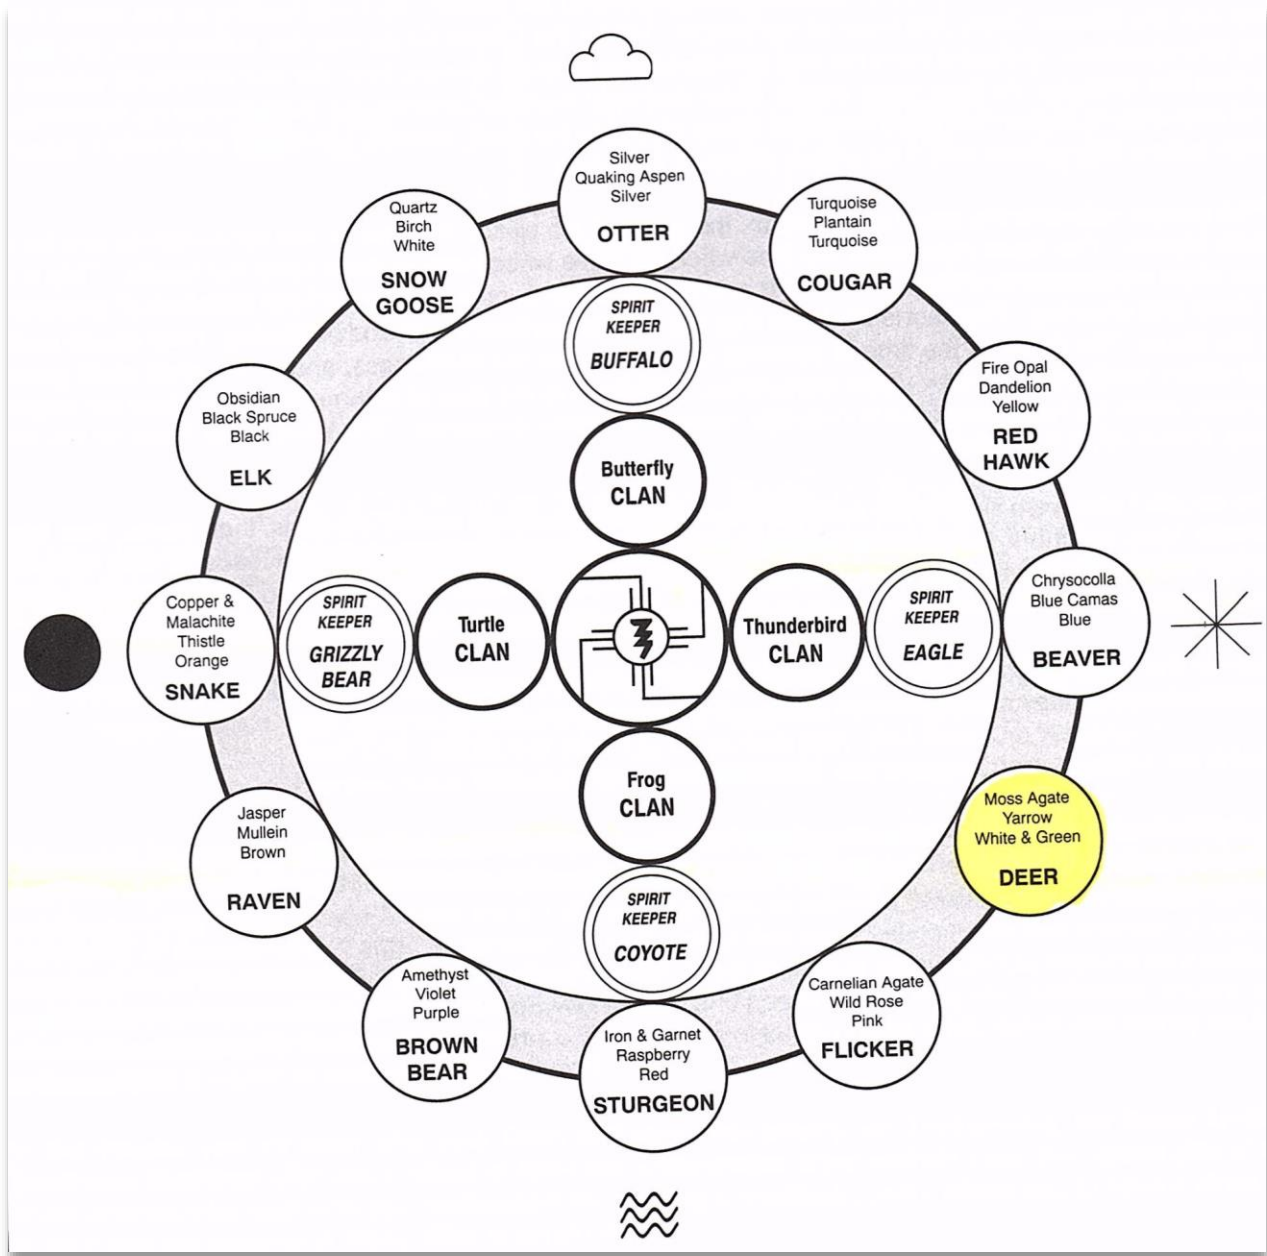 Silver
Quaking Aspen
Silver
OTTER
Turquoise
Plantain
Turquoise
COUGAR
Quartz
Birch
White
SNOW
GOOSE
SPIRIT
KEEPER
BUFFALO
Fire Opal
Dandelion
Yellow
RED
HAWK
Obsidian
Black Spruce
Black
ELK
Butterfly
CLAN
Copper &
Malachite
Thistle
Orange
SNAKE
SPIRIT
KEEPER
GRIZZLY
BEAR
Turtle
CLAN
Thunderbird
CLAN
SPIRIT
KEEPER
EAGLE
Chrysocolla
Blue Camas
Blue
BEAVER
Frog
CLAN
Moss Agate
Yarrow
White & Green
DEER
Jasper
Mullein
Brown
RAVEN
SPIRIT
KEEPER
COYOTE
Amethyst
Violet
Purple
BROWN
BEAR
Iron & Garnet
Raspberry
Red
STURGEON
Carnelian Agate
Wild Rose
Pink
FLICKER